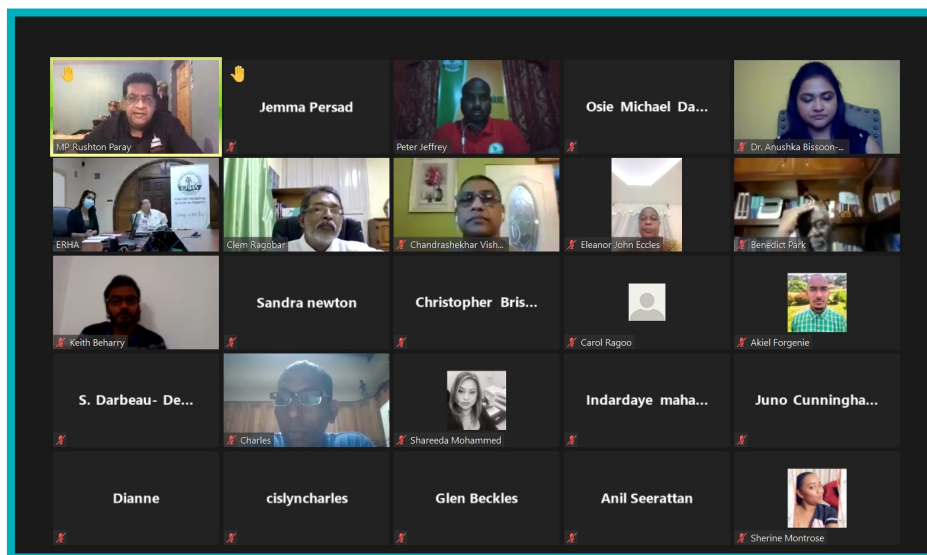 MP Rushton Paray
Jemma Persad
Peter Jeffrey
Osie Michael Da...
Dr. Anushka Bissoon-...
ERHA
Clem Ragobar
Chandrashekhar Vish...
Eleanor John Eccles
Benedict Park
Keith Beharry
Sandra newton
Christopher Bris...
Carol Ragoo
Akiel Forgenie
S. Darbeau- De...
Charles
Shareeda Mohammed
Indardaye maha...
Juno Cunningha...
Dianne
cislyncharles
Glen Beckles
Anil Seerattan
Sherine Montrose